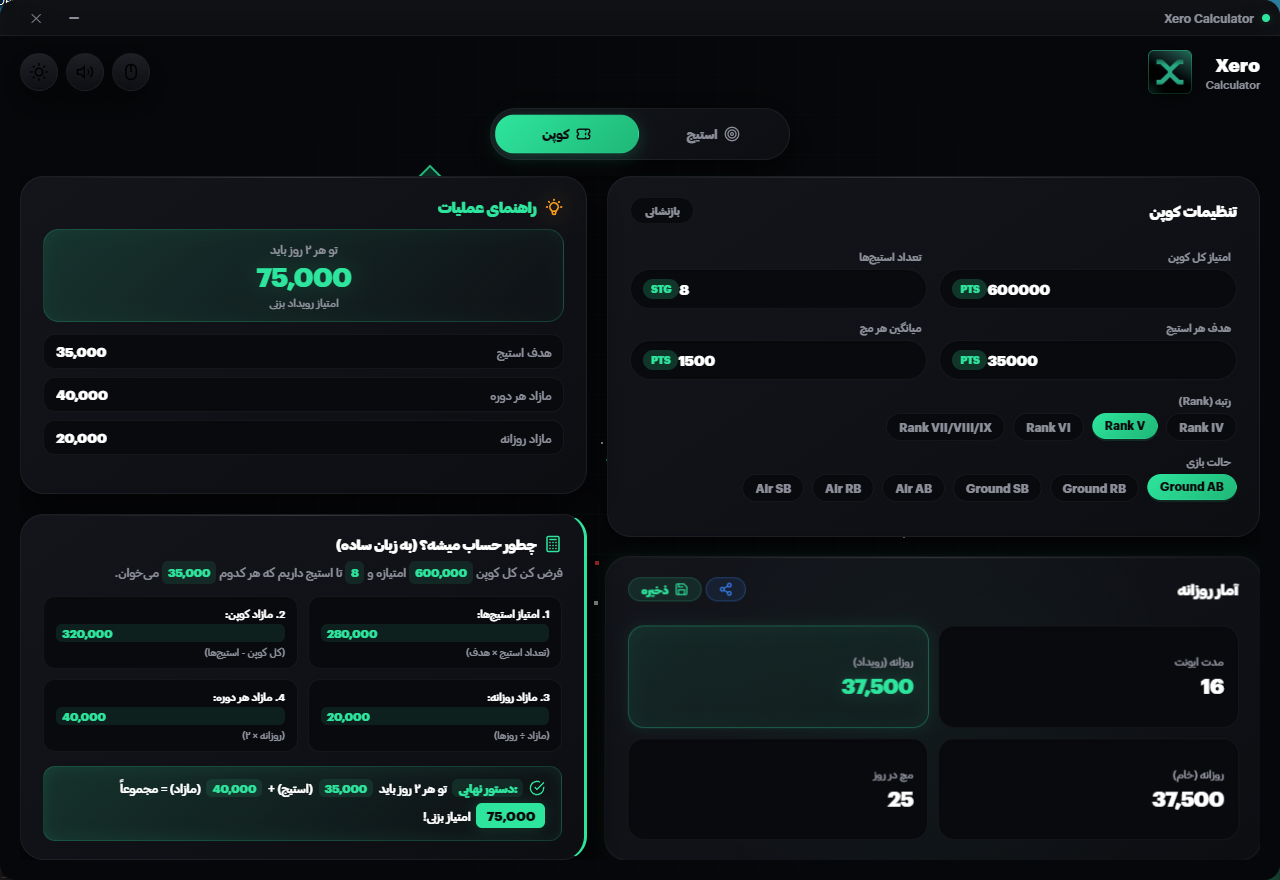 Xero Calculator
Xero
Calculator
استیج
کوپن
تنظیمات کوپن
بازنشانی
امتیاز کل کوپن
تعداد استیج‌ها
600000 PTS
8 STG
هدف هر استیج
میانگین هر مچ
35000 PTS
1500 PTS
رتبه (Rank)
Rank IV
Rank V
Rank VI
Rank VII/VIII/IX
حالت بازی
Ground AB
Ground RB
Ground SB
Air AB
Air RB
Air SB
آمار روزانه
ذخیره
مدت ایونت
16
روزانه (رویداد)
37,500
روزانه (خام)
37,500
مچ در روز
25
راهنمای عملیات
تو هر ۲ روز باید
75,000
امتیاز رویداد بزنی
هدف استیج 35,000
مازاد هر دوره 40,000
مازاد روزانه 20,000
چطور حساب میشه؟ (به زبان ساده)
فرض کن کل کوپن 600,000 امتیازه و 8 تا استیج داریم که هر کدوم 35,000 می‌خوان.
1. امتیاز استیج‌ها:
280,000
(تعداد استیج × هدف)
2. مازاد کوپن:
320,000
(کل کوپن - استیج‌ها)
3. مازاد روزانه:
20,000
(مازاد ÷ روزها)
4. مازاد هر دوره:
40,000
(روزانه × ۲)
دستور نهایی: تو هر ۲ روز باید 35,000 (استیج) + 40,000 (مازاد) = مجموعاً
75,000 امتیاز بزنی!